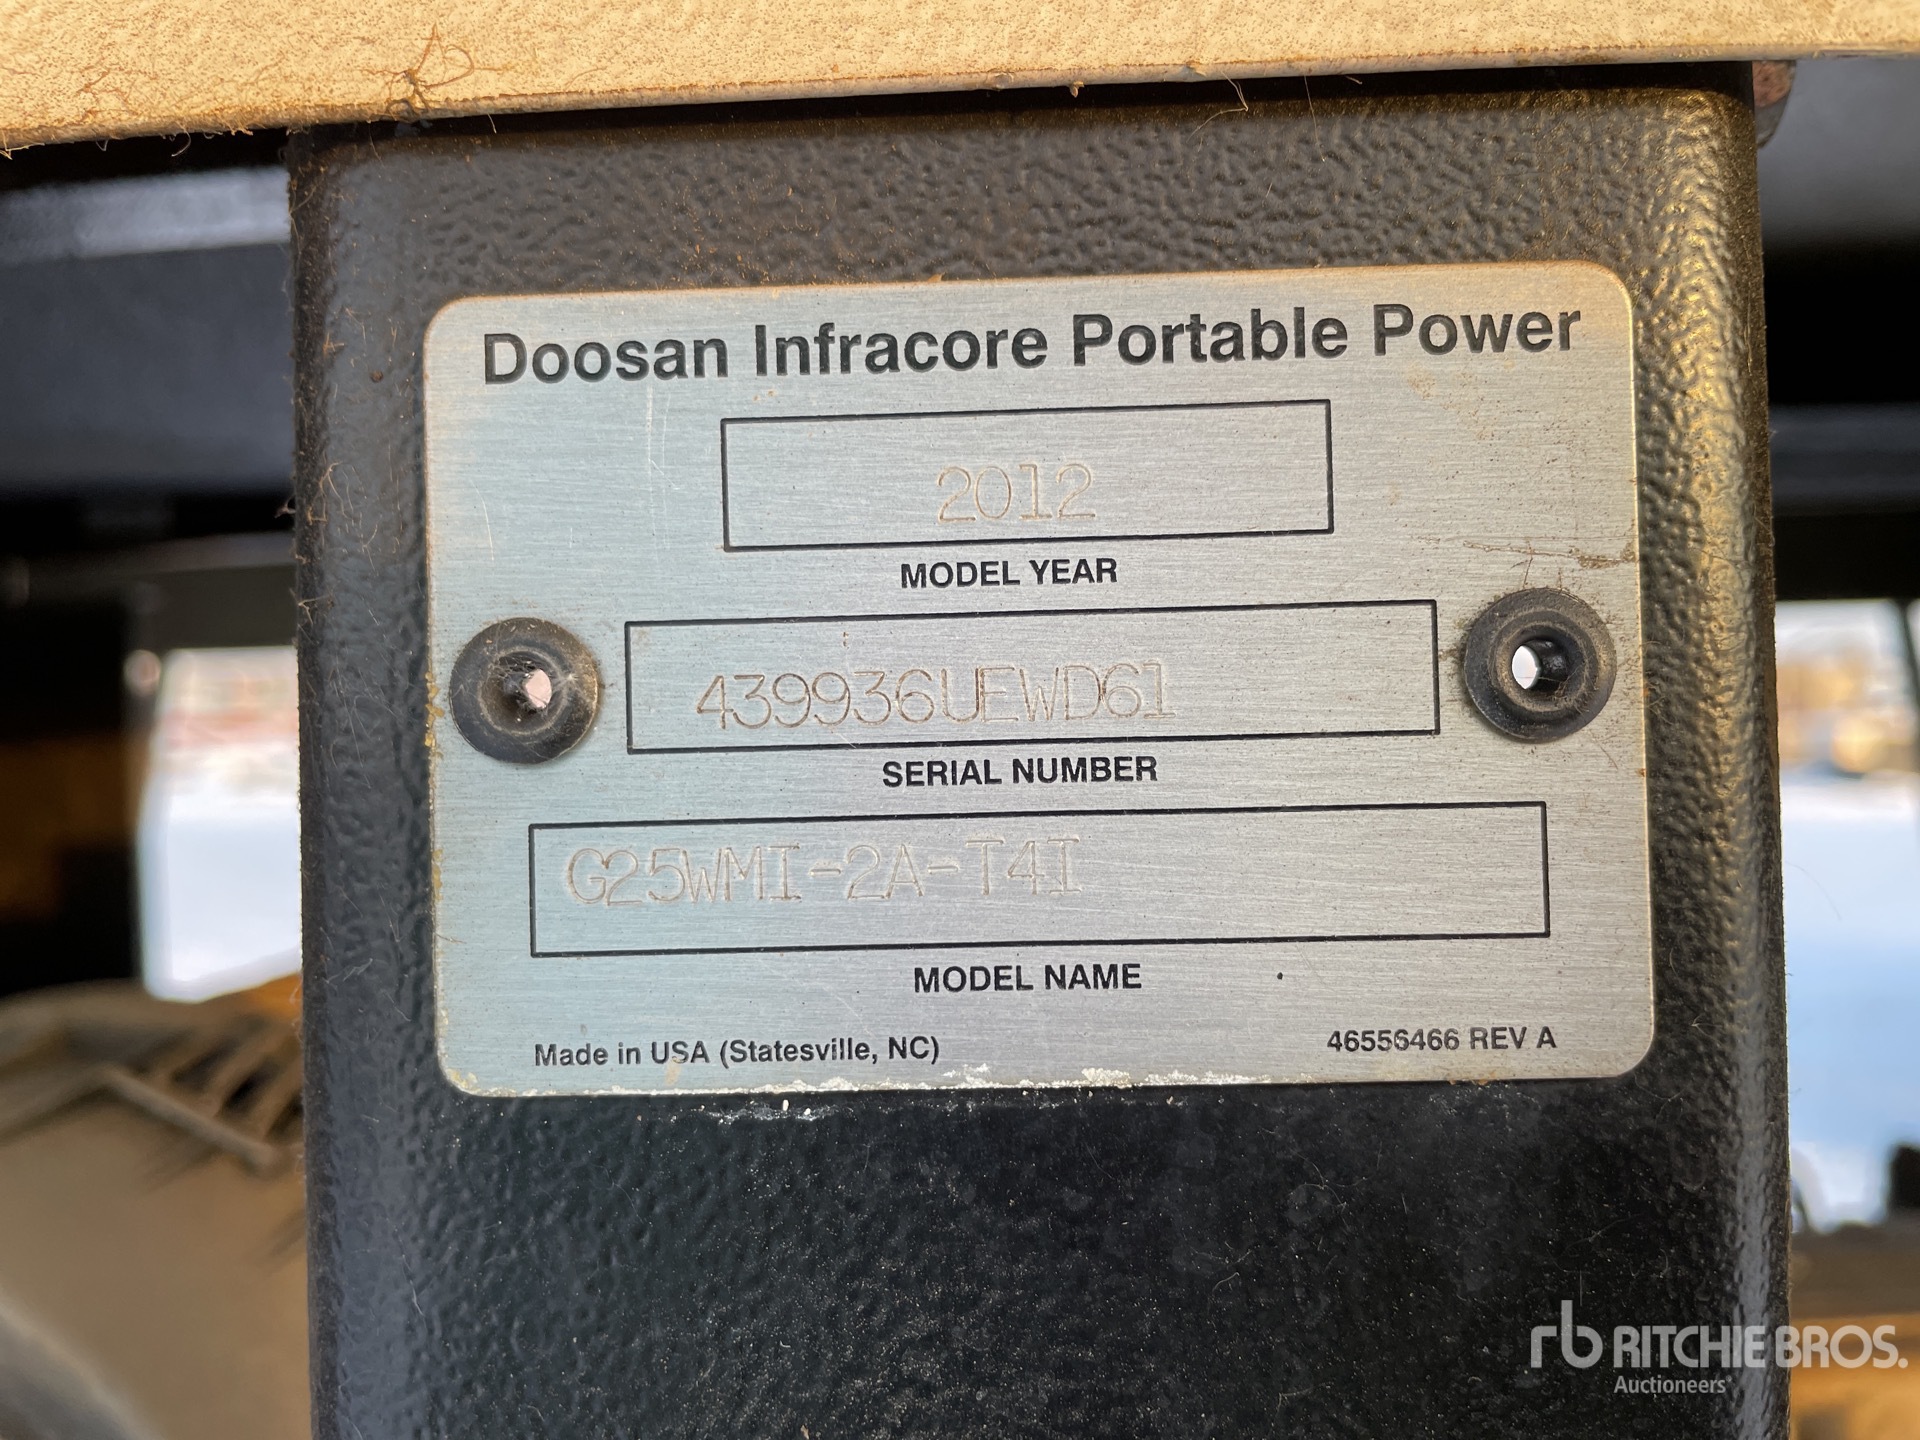 Doosan Infracore Portable Power
2012
MODEL YEAR
439936UEWD61
SERIAL NUMBER
G25WMI-2A-T4I
MODEL NAME
Made in USA (Statesville, NC)
46556466 REV A
rb RITCHIE BROS.
Auctioneers